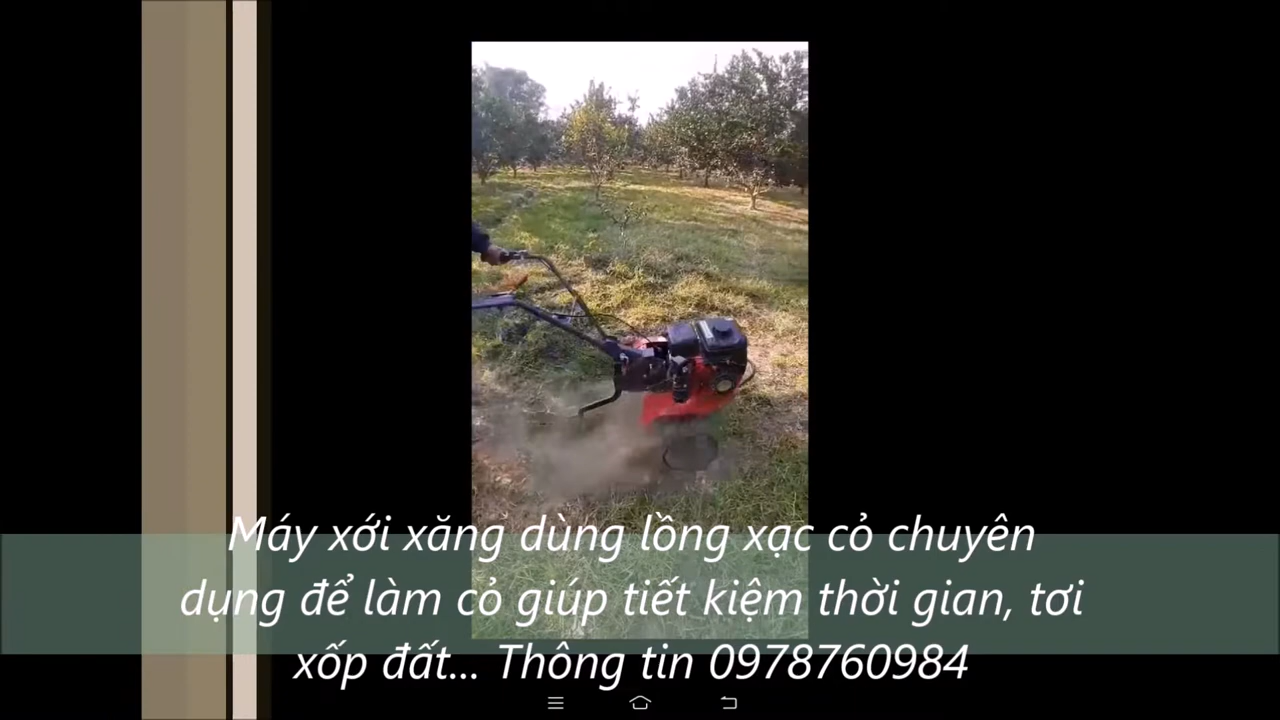 Máy xới xăng dùng lồng xạc cỏ chuyên
dụng để làm cỏ giúp tiết kiệm thời gian, tơi
xốp đất... Thông tin 0978760984